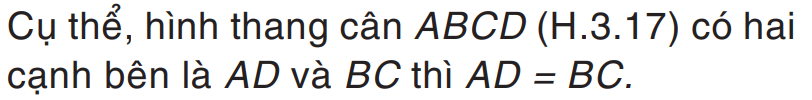 Cụ thể, hình thang cân ABCD (H.3.17) có hai
cạnh bên là AD và BC thì AD = BC.